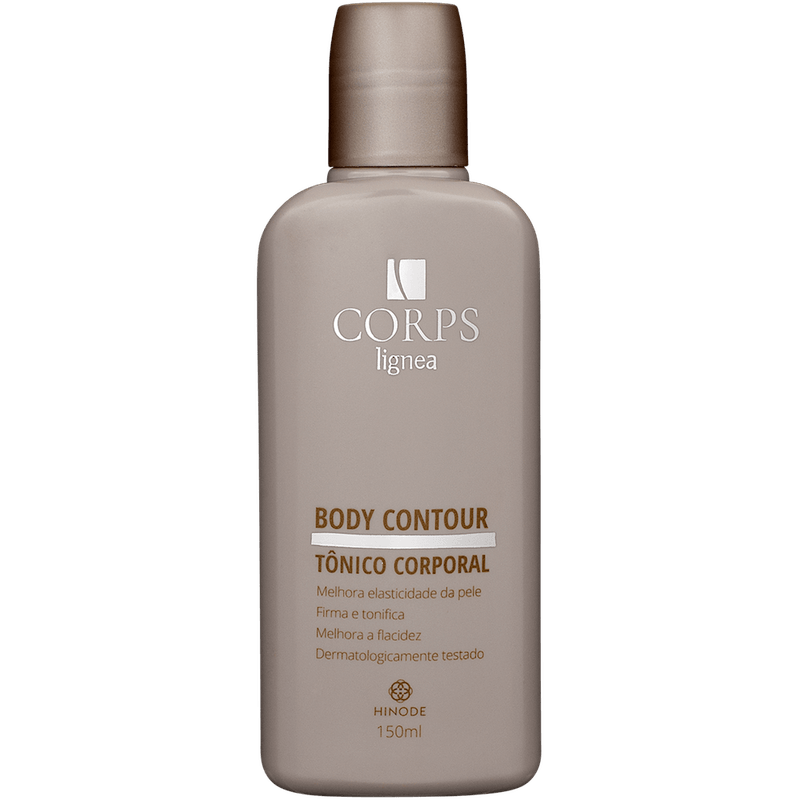 CORPS
lignea
BODY CONTOUR
TÔNICO CORPORAL
Melhora elasticidade da pele
Firma e tonifica
Melhora a flacidez
Dermatologicamente testado
HINODE
150ml